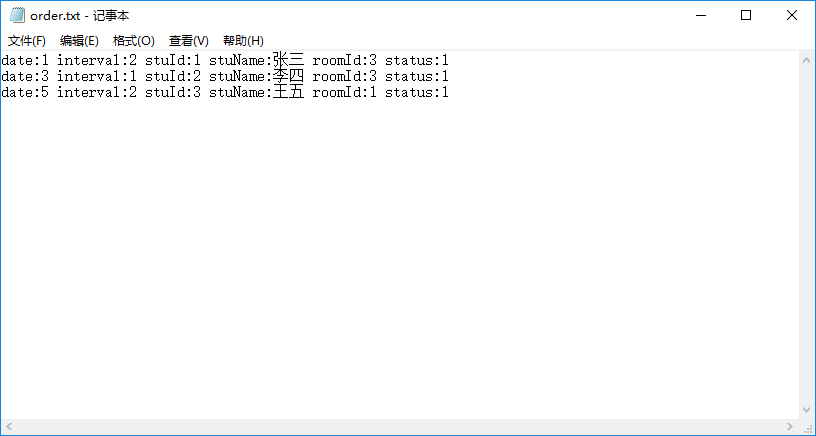 order.txt - 记事本
文件(F) 编辑(E) 格式(O) 查看(V) 帮助(H)
date:1 interval:2 stuId:1 stuName:张三 roomId:3 status:1
date:3 interval:1 stuId:2 stuName:李四 roomId:3 status:1
date:5 interval:2 stuId:3 stuName:王五 roomId:1 status:1